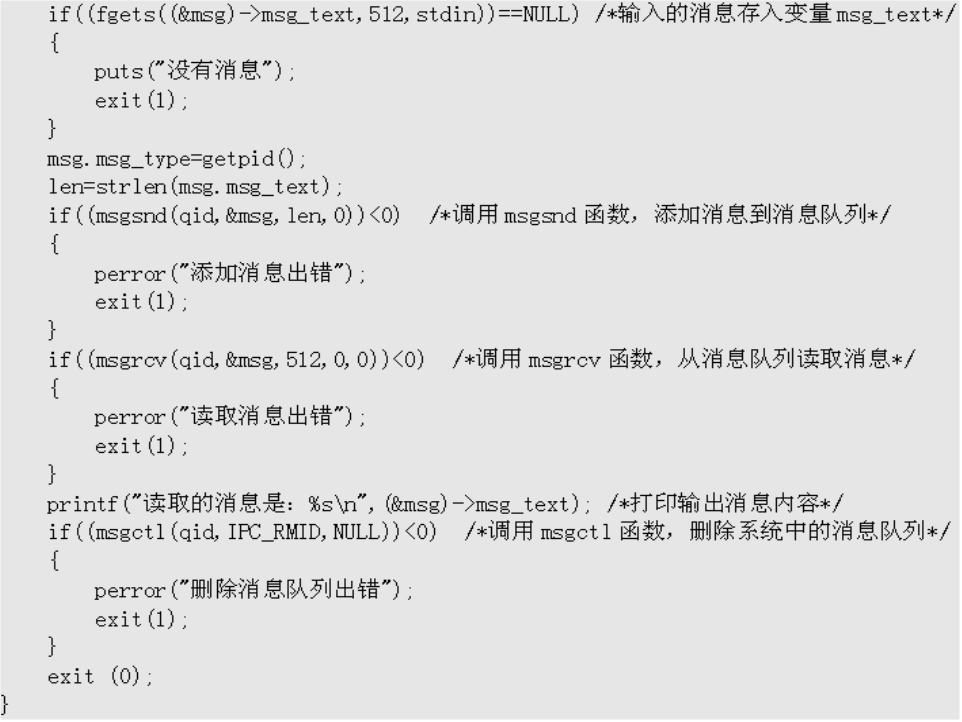 if((fgets((&msg)->msg_text,512,stdin))==NULL) /*输入的消息存入变量msg_text*/
{
puts("没有消息");
exit(1);
}
msg.msg_type=getpid();
len=strlen(msg.msg_text);
if((msgsnd(qid,&msg,len,0))<0) /*调用msgsnd函数，添加消息到消息队列*/
{
perror("添加消息出错");
exit(1);
}
if((msgrcv(qid,&msg,512,0,0))<0) /*调用msgrcv函数，从消息队列读取消息*/
{
perror("读取消息出错");
exit(1);
}
printf("读取的消息是：%s\n",(&msg)->msg_text); /*打印输出消息内容*/
if((msgctl(qid,IPC_RMID,NULL))<0) /*调用msgctl函数，删除系统中的消息队列*/
{
perror("删除消息队列出错");
exit(1);
}
exit (0);
}